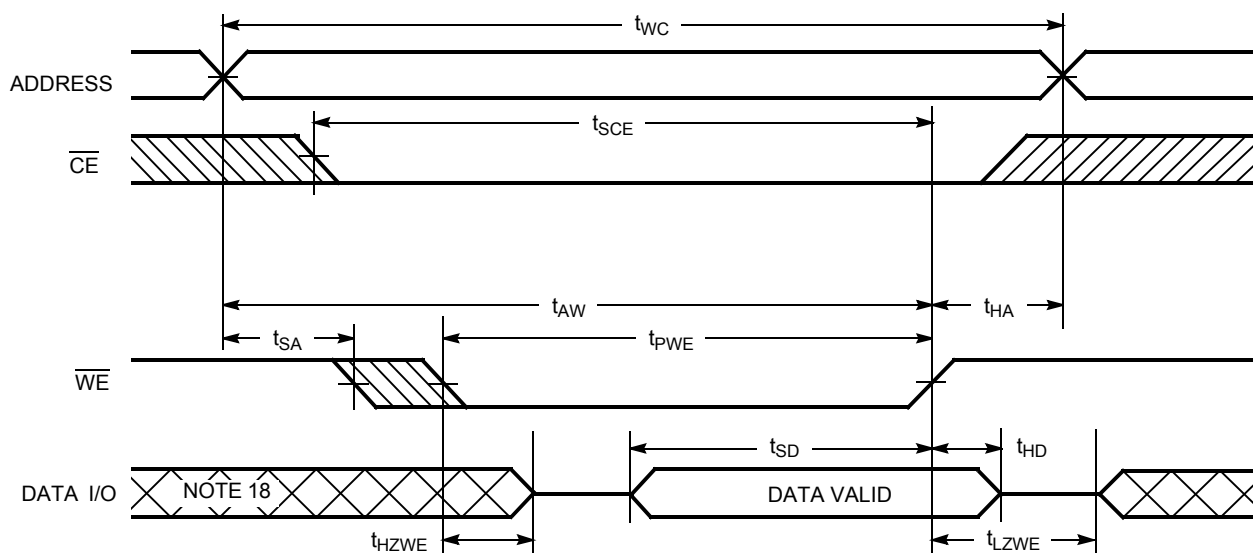 tWC
ADDRESS
tSCE
CE
tAW
tHA
tSA
tPWE
WE
tSD
tHD
DATA I/O
NOTE 18
DATA VALID
tHZWE
tLZWE